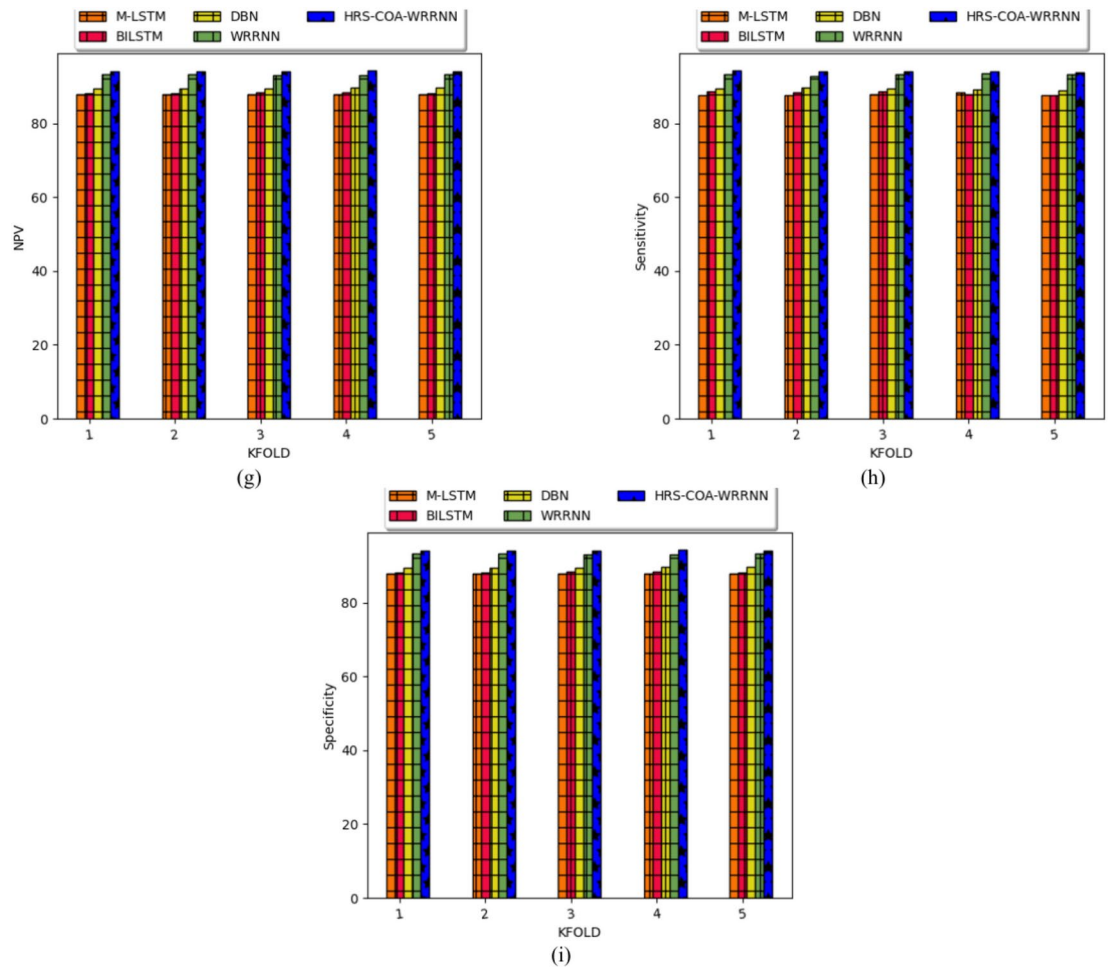 M-LSTM DBN HRS-COA-WRRNN
BILSTM WRRNN
80
60
40
20
0
NPV
1 2 3 4 5
KFOLD
(g)
M-LSTM DBN HRS-COA-WRRNN
BILSTM WRRNN
80
60
40
20
0
Sensitivity
1 2 3 4 5
KFOLD
(h)
M-LSTM DBN HRS-COA-WRRNN
BILSTM WRRNN
80
60
40
20
0
Specificity
1 2 3 4 5
KFOLD
(i)